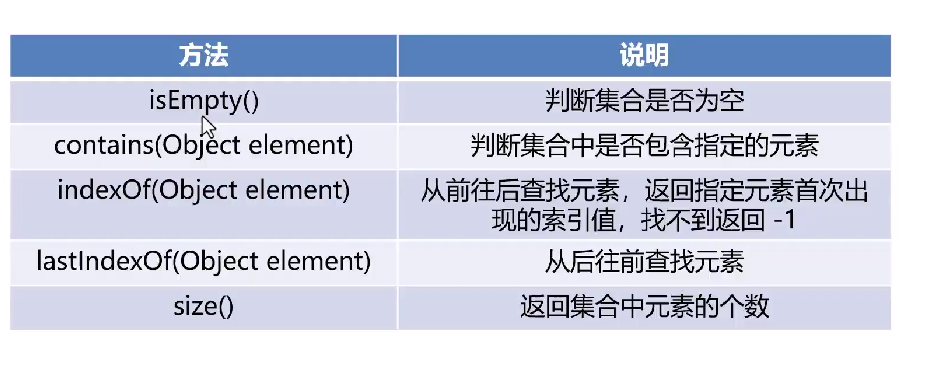 方法 说明
isEmpty() 判断集合是否为空
contains(Object element) 判断集合中是否包含指定的元素
indexOf(Object element) 从前往后查找元素，返回指定元素首次出
现的索引值，找不到返回 -1
lastIndexOf(Object element) 从后往前查找元素
size() 返回集合中元素的个数